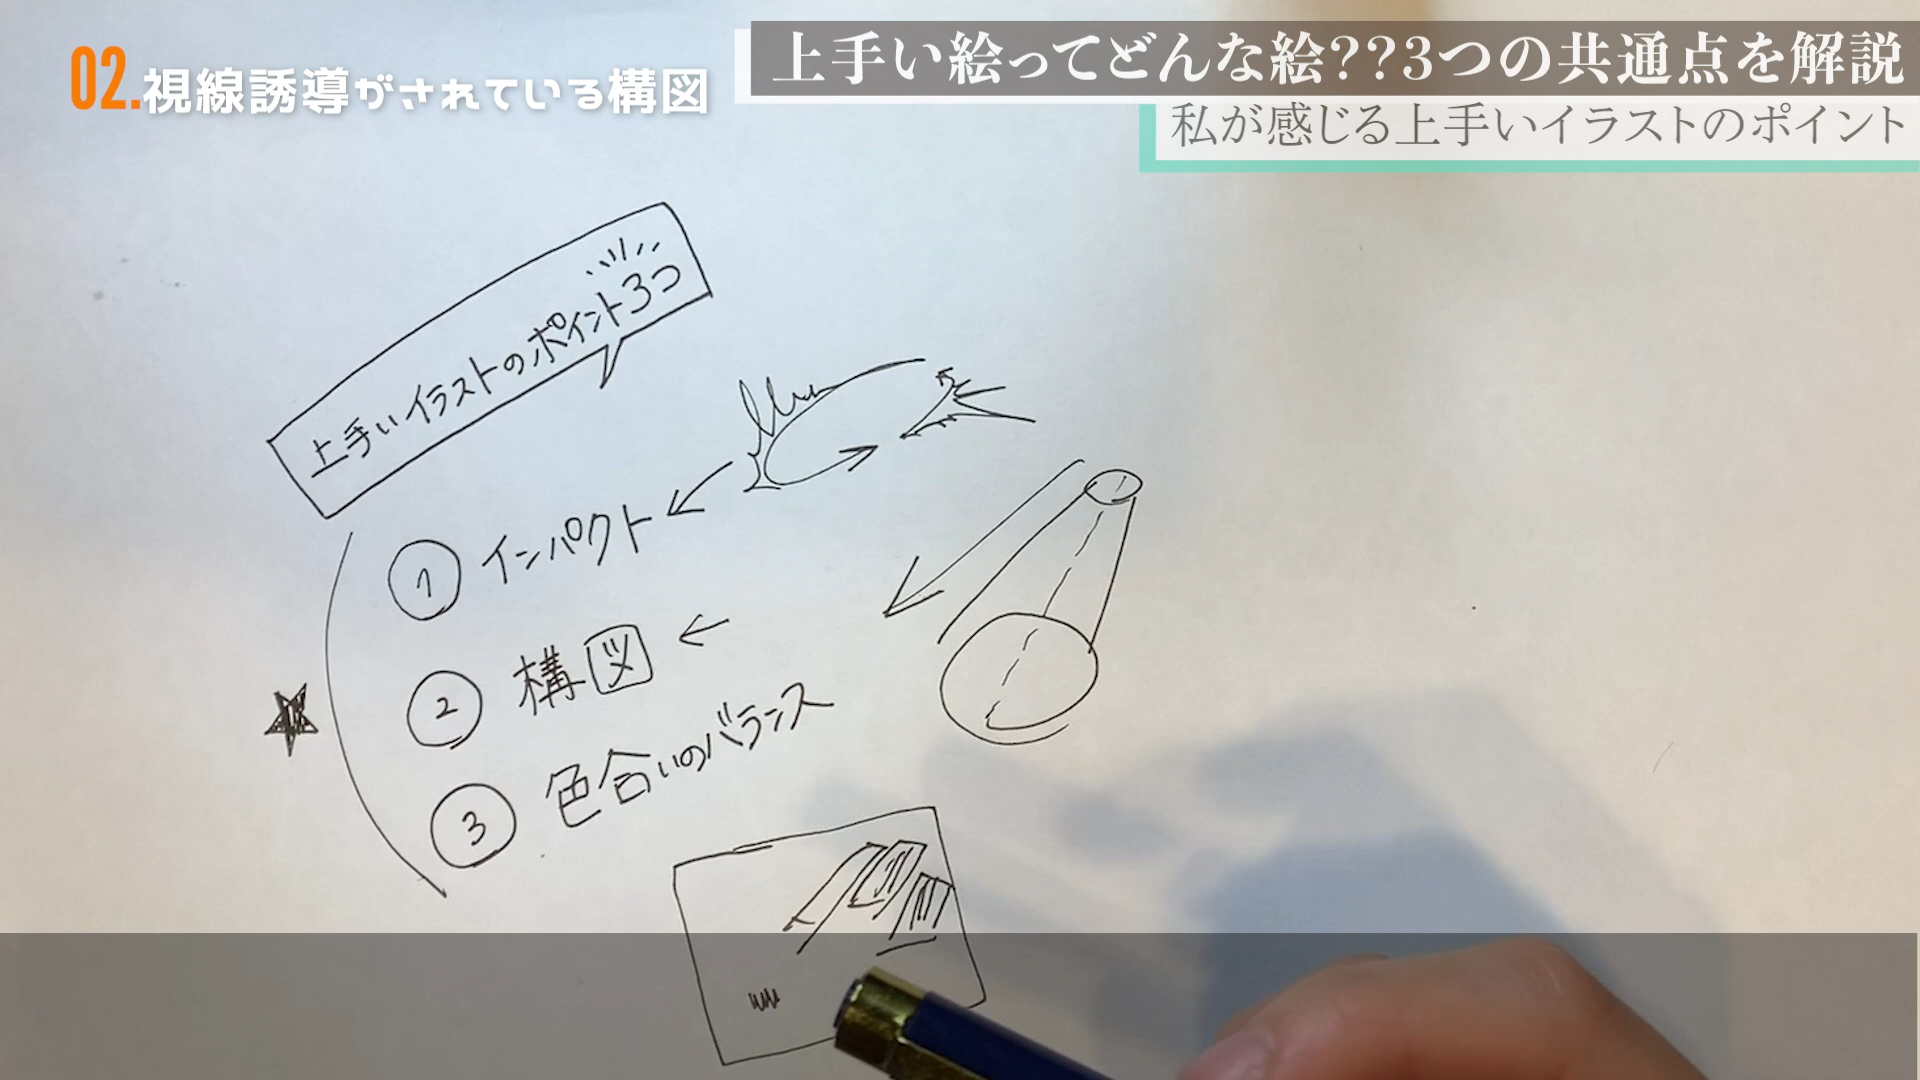 02.視線誘導がされている構図
上手い絵ってどんな絵??3つの共通点を解説
私が感じる上手いイラストのポイント
上手いイラストのポイント3つ
① インパクト
② 構図
③ 色合いのバランス